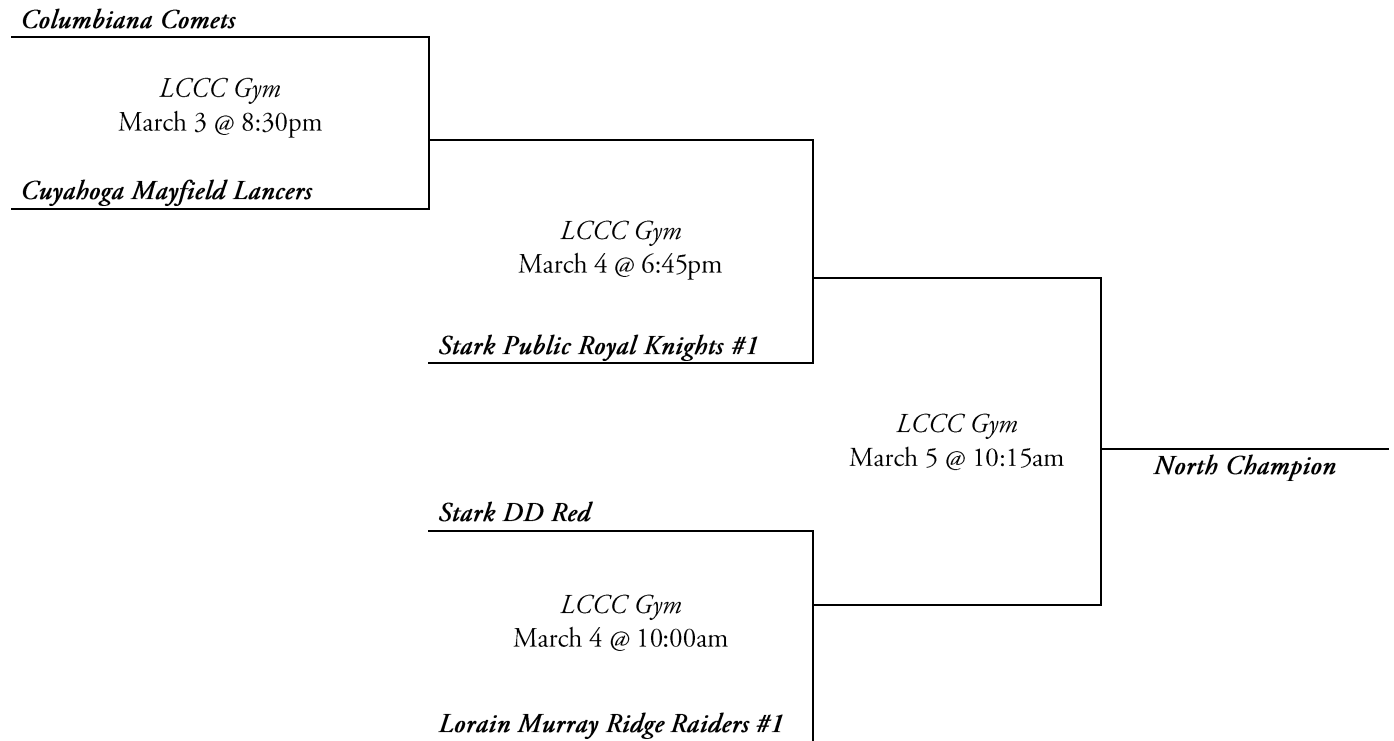 Columbiana Comets
LCCC Gym
March 3 @ 8:30pm
Cuyahoga Mayfield Lancers
LCCC Gym
March 4 @ 6:45pm
Stark Public Royal Knights #1
LCCC Gym
March 5 @ 10:15am
North Champion
Stark DD Red
LCCC Gym
March 4 @ 10:00am
Lorain Murray Ridge Raiders #1